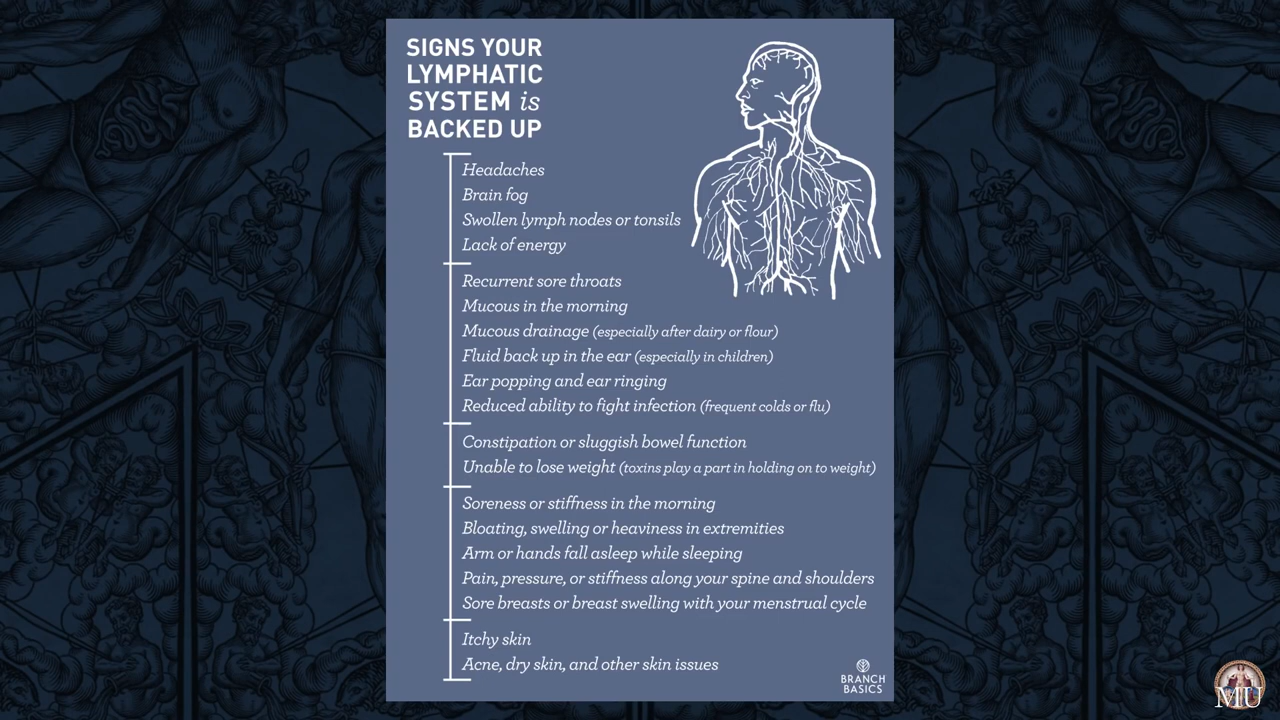 SIGNS YOUR
LYMPHATIC
SYSTEM is
BACKED UP
Headaches
Brain fog
Swollen lymph nodes or tonsils
Lack of energy
Recurrent sore throats
Mucous in the morning
Mucous drainage (especially after dairy or flour)
Fluid back up in the ear (especially in children)
Ear popping and ear ringing
Reduced ability to fight infection (frequent colds or flu)
Constipation or sluggish bowel function
Unable to lose weight (toxins play a part in holding on to weight)
Soreness or stiffness in the morning
Bloating, swelling or heaviness in extremities
Arm or hands fall asleep while sleeping
Pain, pressure, or stiffness along your spine and shoulders
Sore breasts or breast swelling with your menstrual cycle
Itchy skin
Acne, dry skin, and other skin issues
BRANCH
BASICS
MU